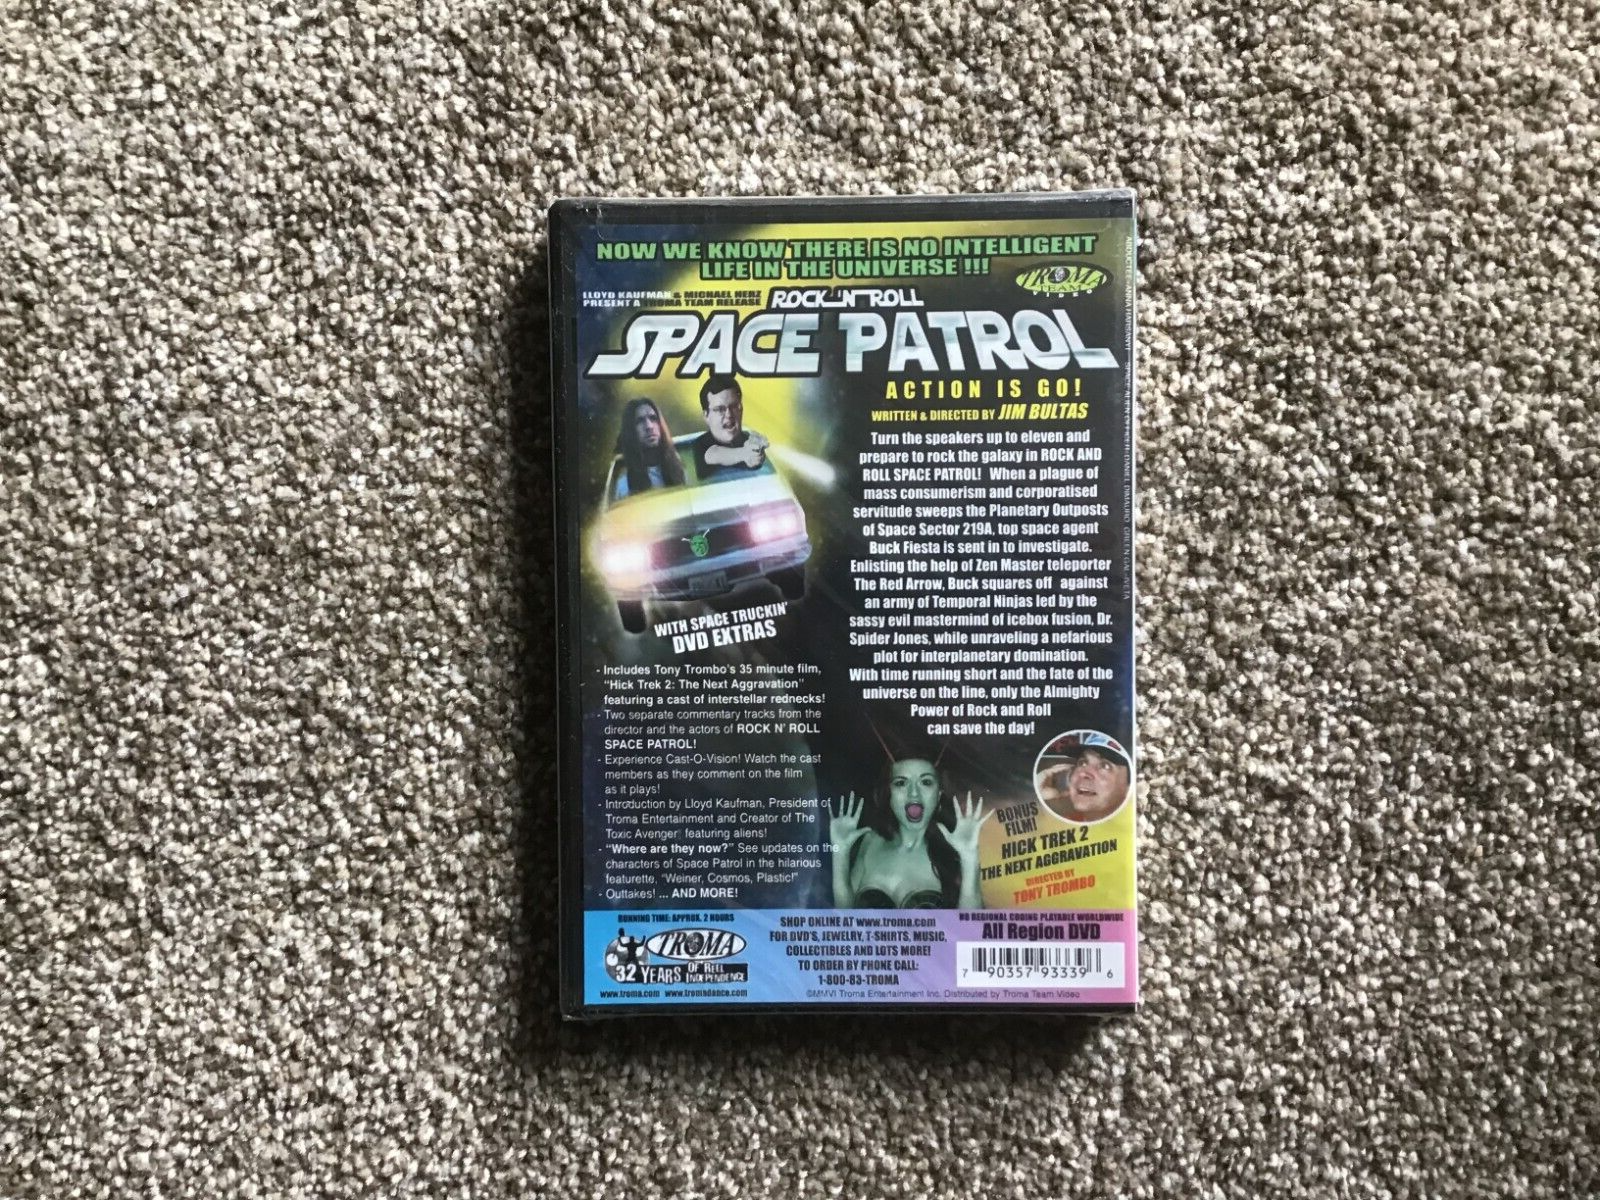 NOW WE KNOW THERE IS NO INTELLIGENT
LIFE IN THE UNIVERSE !!!
TROMA
TEAM
VIDEO
LLOYD KAUFMAN & MICHAEL HERZ
PRESENT A TROMA TEAM RELEASE
ROCK 'N' ROLL
SPACE PATROL
ACTION IS GO!
WRITTEN & DIRECTED BY JIM BULTAS
Turn the speakers up to eleven and
prepare to rock the galaxy in ROCK AND
ROLL SPACE PATROL! When a plague of
mass consumerism and corporatised
servitude sweeps the Planetary Outposts
of Space Sector 219A, top space agent
Buck Fiesta is sent in to investigate.
Enlisting the help of Zen Master teleporter
The Red Arrow, Buck squares off against
an army of Temporal Ninjas led by the
sassy evil mastermind of icebox fusion, Dr.
Spider Jones, while unraveling a nefarious
plot for interplanetary domination.
With time running short and the fate of the
universe on the line, only the Almighty
Power of Rock and Roll
can save the day!
WITH SPACE TRUCKIN'
DVD EXTRAS
- Includes Tony Trombo's 35 minute film,
"Hick Trek 2: The Next Aggravation"
featuring a cast of interstellar rednecks!
- Two separate commentary tracks from the
director and the actors of ROCK N' ROLL
SPACE PATROL!
- Experience Cast-O-Vision! Watch the cast
members as they comment on the film
as it plays!
- Introduction by Lloyd Kaufman, President of
Troma Entertainment and Creator of The
Toxic Avenger featuring aliens!
- "Where are they now?" See updates on the
characters of Space Patrol in the hilarious
featurette, "Weiner, Cosmos, Plastic!"
- Outtakes! ... AND MORE!
BONUS
FILM!
HICK TREK 2
THE NEXT AGGRAVATION
DIRECTED BY
TONY TROMBO
RUNNING TIME: APPROX. 2 HOURS
TROMA
32 YEARS OF REEL
INDEPENDENCE
www.troma.com www.tromadance.com
SHOP ONLINE AT www.troma.com
FOR DVD'S, JEWELRY, T-SHIRTS, MUSIC,
COLLECTIBLES AND LOTS MORE!
TO ORDER BY PHONE CALL:
1-800-83-TROMA
NO REGIONAL CODING PLAYABLE WORLDWIDE
All Region DVD
7 90357 93339 6
©MMVI Troma Entertainment Inc. Distributed by Troma Team Video